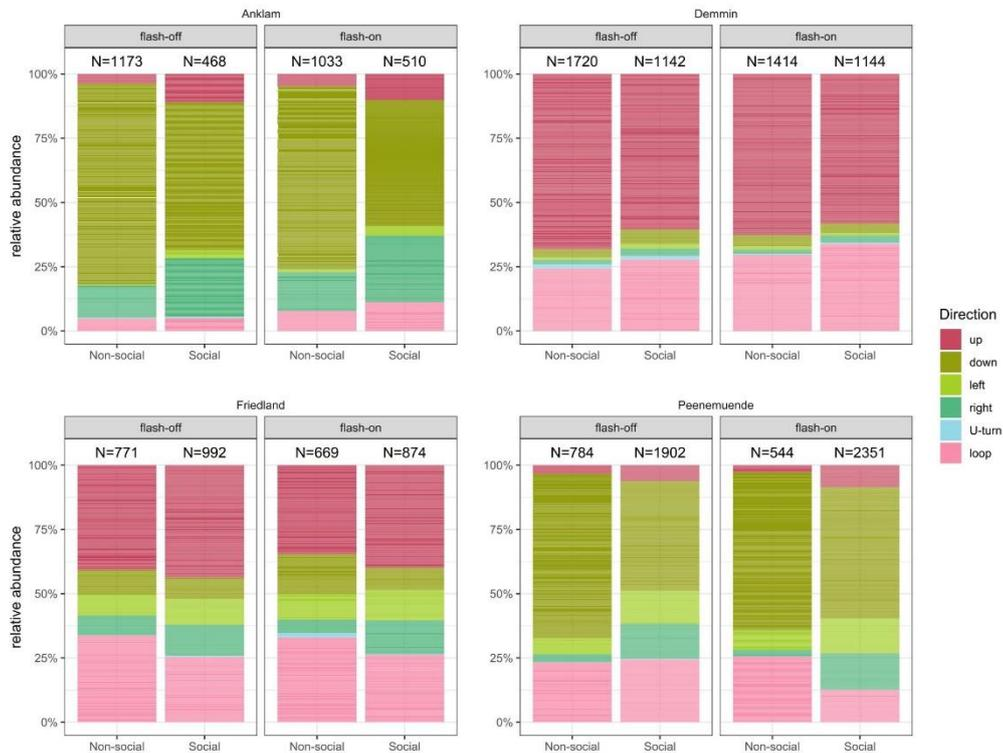 Anklam
flash-off
flash-on
N=1173
N=468
N=1033
N=510
100%
75%
50%
25%
0%
relative abundance
Non-social
Social
Non-social
Social
Demmin
flash-off
flash-on
N=1720
N=1142
N=1414
N=1144
100%
75%
50%
25%
0%
Non-social
Social
Non-social
Social
Friedland
flash-off
flash-on
N=771
N=992
N=669
N=874
100%
75%
50%
25%
0%
relative abundance
Non-social
Social
Non-social
Social
Peenemuende
flash-off
flash-on
N=784
N=1902
N=544
N=2351
100%
75%
50%
25%
0%
Non-social
Social
Non-social
Social
Direction
up
down
left
right
U-turn
loop